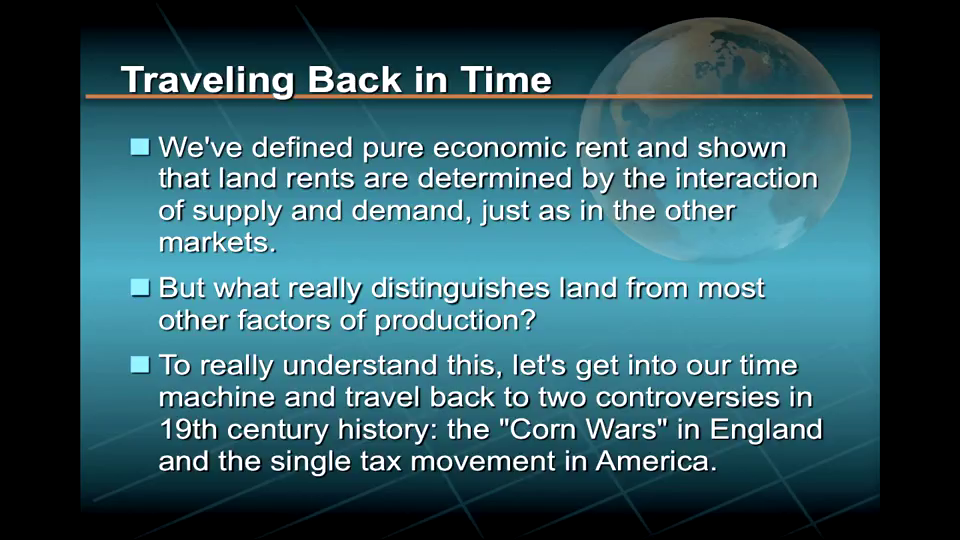 Traveling Back in Time
We've defined pure economic rent and shown
that land rents are determined by the interaction
of supply and demand, just as in the other
markets.
But what really distinguishes land from most
other factors of production?
To really understand this, let's get into our time
machine and travel back to two controversies in
19th century history: the "Corn Wars" in England
and the single tax movement in America.